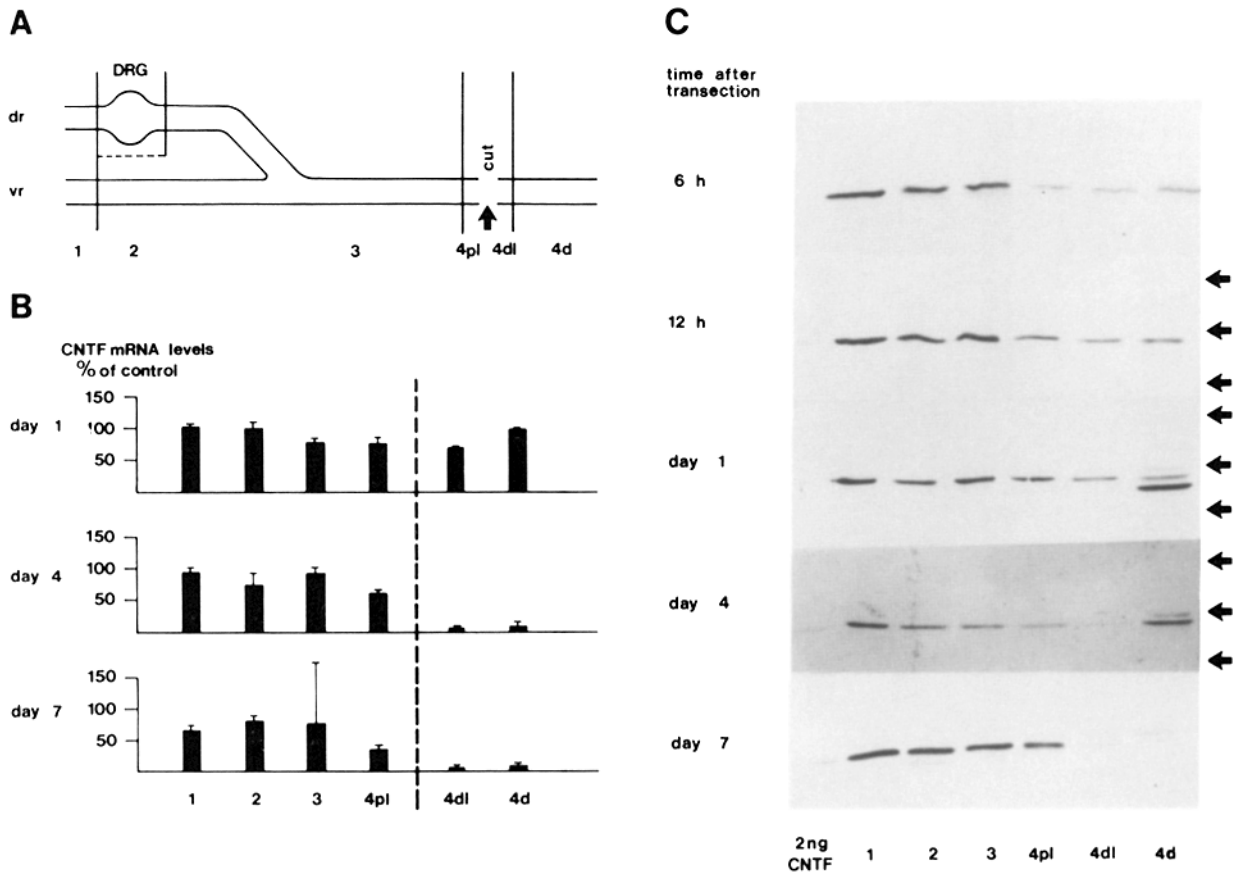 A
DRG
dr
vr
cut
1 2 3 4pl 4dl 4d
B
CNTF mRNA levels
% of control
day 1
150
100
50
day 4
150
100
50
day 7
150
100
50
1 2 3 4pl 4dl 4d
C
time after
transection
6 h
12 h
day 1
day 4
day 7
2ng
CNTF
1 2 3 4pl 4dl 4d